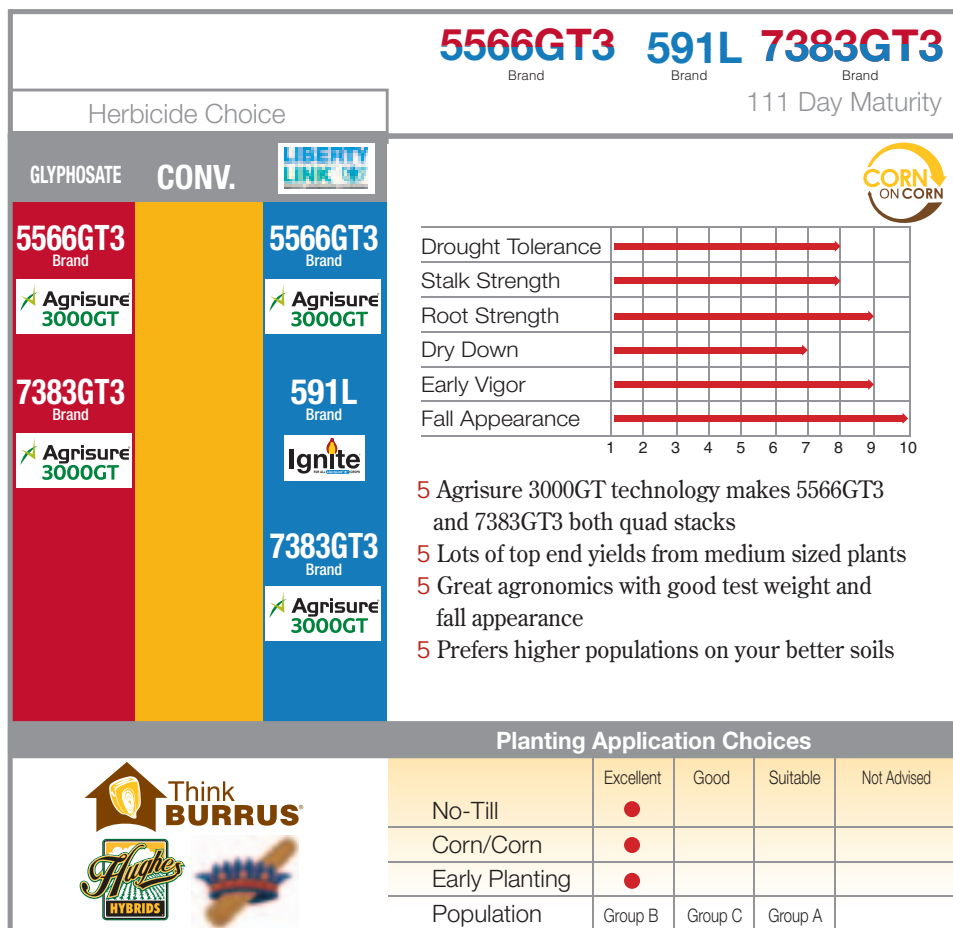 5566GT3 591L 7383GT3
Brand Brand Brand
111 Day Maturity
Herbicide Choice
GLYPHOSATE CONV. LIBERTY LINK
CORN ON CORN
5566GT3
Brand
Agrisure
3000GT
7383GT3
Brand
Agrisure
3000GT
5566GT3
Brand
Agrisure
3000GT
591L
Brand
Ignite
7383GT3
Brand
Agrisure
3000GT
Drought Tolerance
Stalk Strength
Root Strength
Dry Down
Early Vigor
Fall Appearance
1 2 3 4 5 6 7 8 9 10
5 Agrisure 3000GT technology makes 5566GT3
and 7383GT3 both quad stacks
5 Lots of top end yields from medium sized plants
5 Great agronomics with good test weight and
fall appearance
5 Prefers higher populations on your better soils
Planting Application Choices
Think
BURRUS®
Hughes
HYBRIDS
Excellent Good Suitable Not Advised
No-Till
Corn/Corn
Early Planting
Population Group B Group C Group A